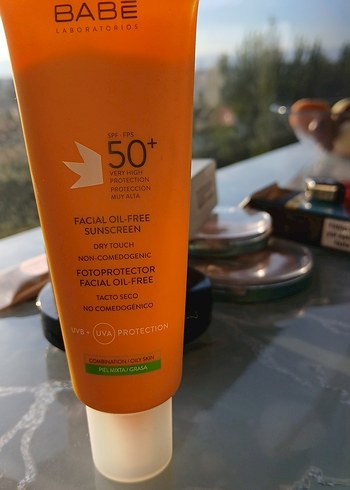 BABÉ
LABORATORIOS
SPF · FPS
50+
VERY HIGH
PROTECTION
PROTECCIÓN
MUY ALTA
FACIAL OIL-FREE
SUNSCREEN
DRY TOUCH
NON-COMEDOGENIC
FOTOPROTECTOR
FACIAL OIL-FREE
TACTO SECO
NO COMEDOGÉNICO
UVB + UVA PROTECTION
COMBINATION / OILY SKIN
PIEL MIXTA / GRASA